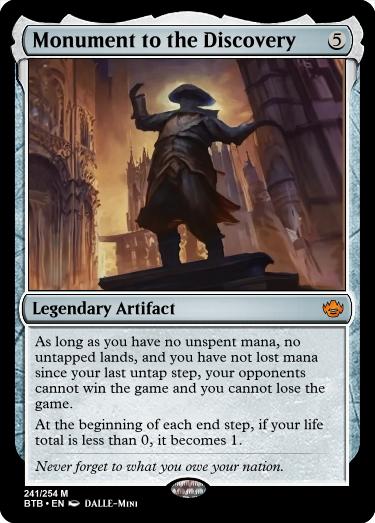 Monument to the Discovery 5
Legendary Artifact
As long as you have no unspent mana, no
untapped lands, and you have not lost mana
since your last untap step, your opponents
cannot win the game and you cannot lose the
game.
At the beginning of each end step, if your life
total is less than 0, it becomes 1.
Never forget to what you owe your nation.
241/254 M
BTB • EN DALLE-Mini